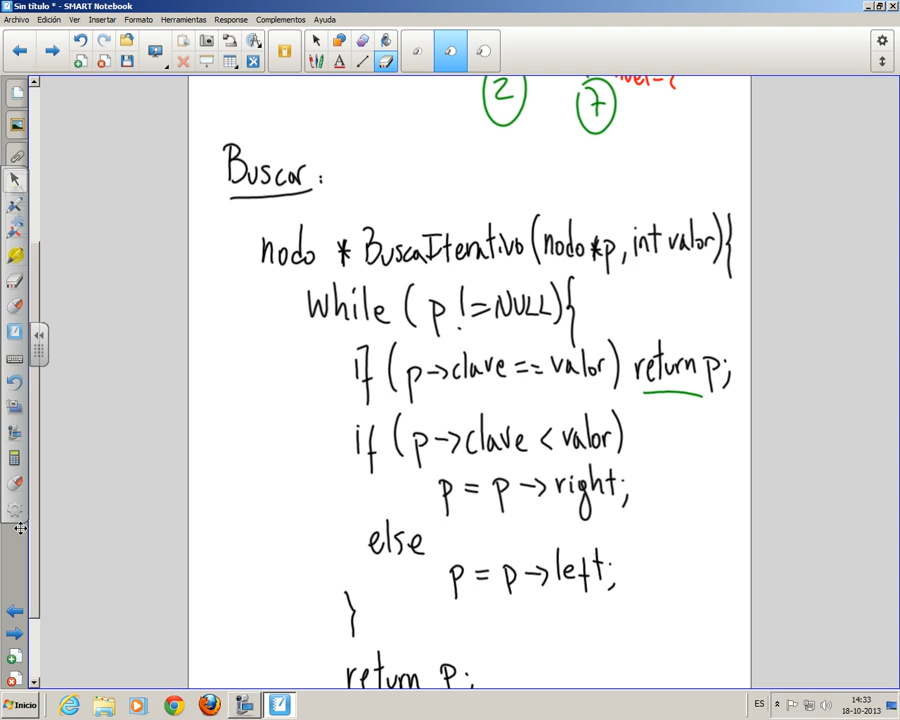 Sin título * - SMART Notebook
Archivo Edición Ver Insertar Formato Herramientas Response Complementos Ayuda
2 7
Buscar:
nodo * BuscaIterativo(nodo*p, int valor){
While ( p != NULL){
if (p->clave == valor) return p;
if (p->clave < valor)
p = p -> right;
else
p = p -> left;
}
return p;
Inicio
ES
14:33
18-10-2013